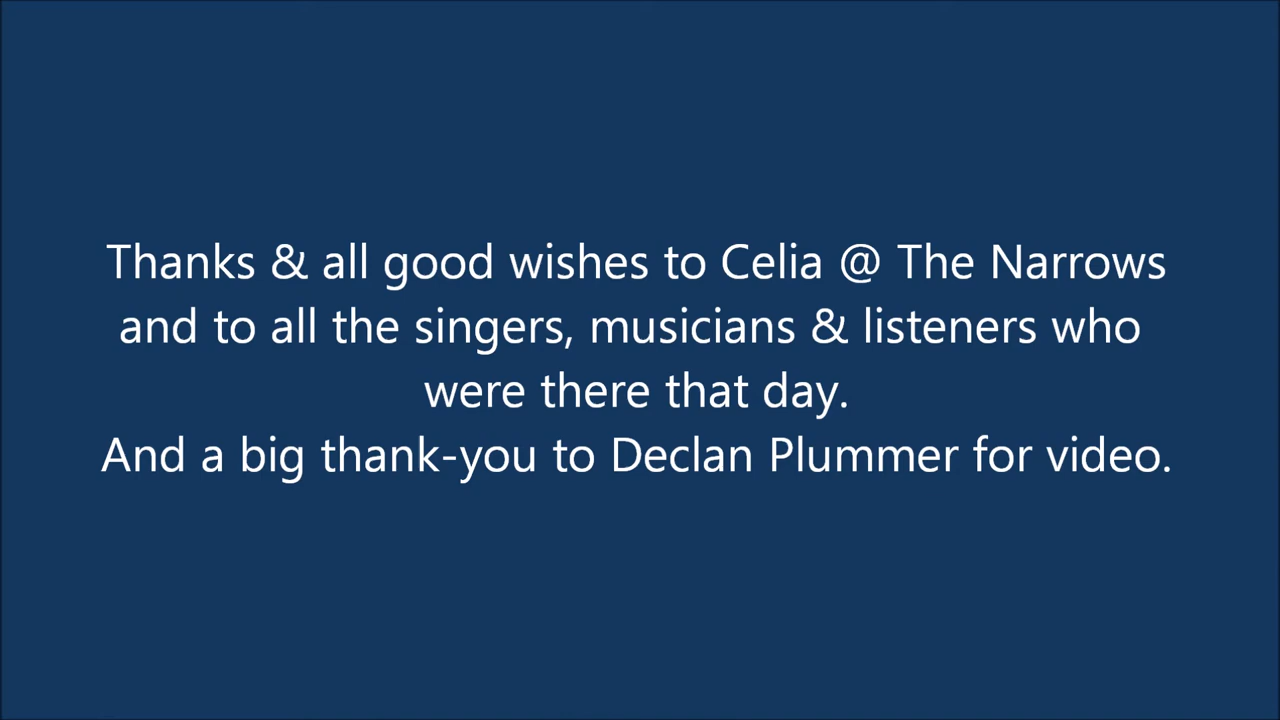 Thanks & all good wishes to Celia @ The Narrows
and to all the singers, musicians & listeners who
were there that day.
And a big thank-you to Declan Plummer for video.